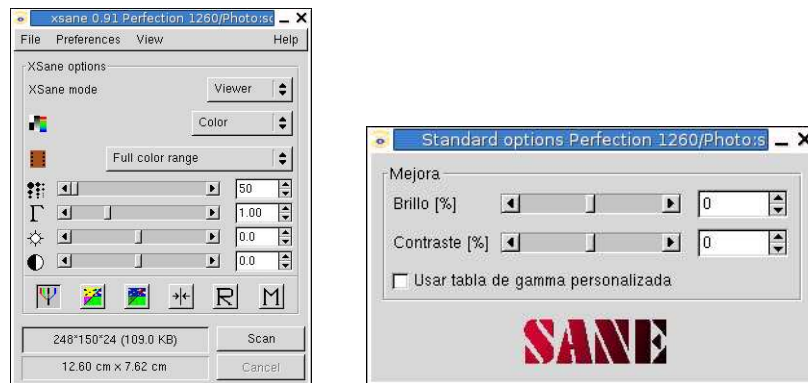 xsane 0.91 Perfection 1260/Photo:sc
File Preferences View Help
XSane options
XSane mode Viewer
Color
Full color range
50
1.00
0.0
0.0
R M
248*150*24 (109.0 KB) Scan
12.60 cm x 7.62 cm Cancel
Standard options Perfection 1260/Photo:s
Mejora
Brillo [%] 0
Contraste [%] 0
Usar tabla de gamma personalizada
SANE